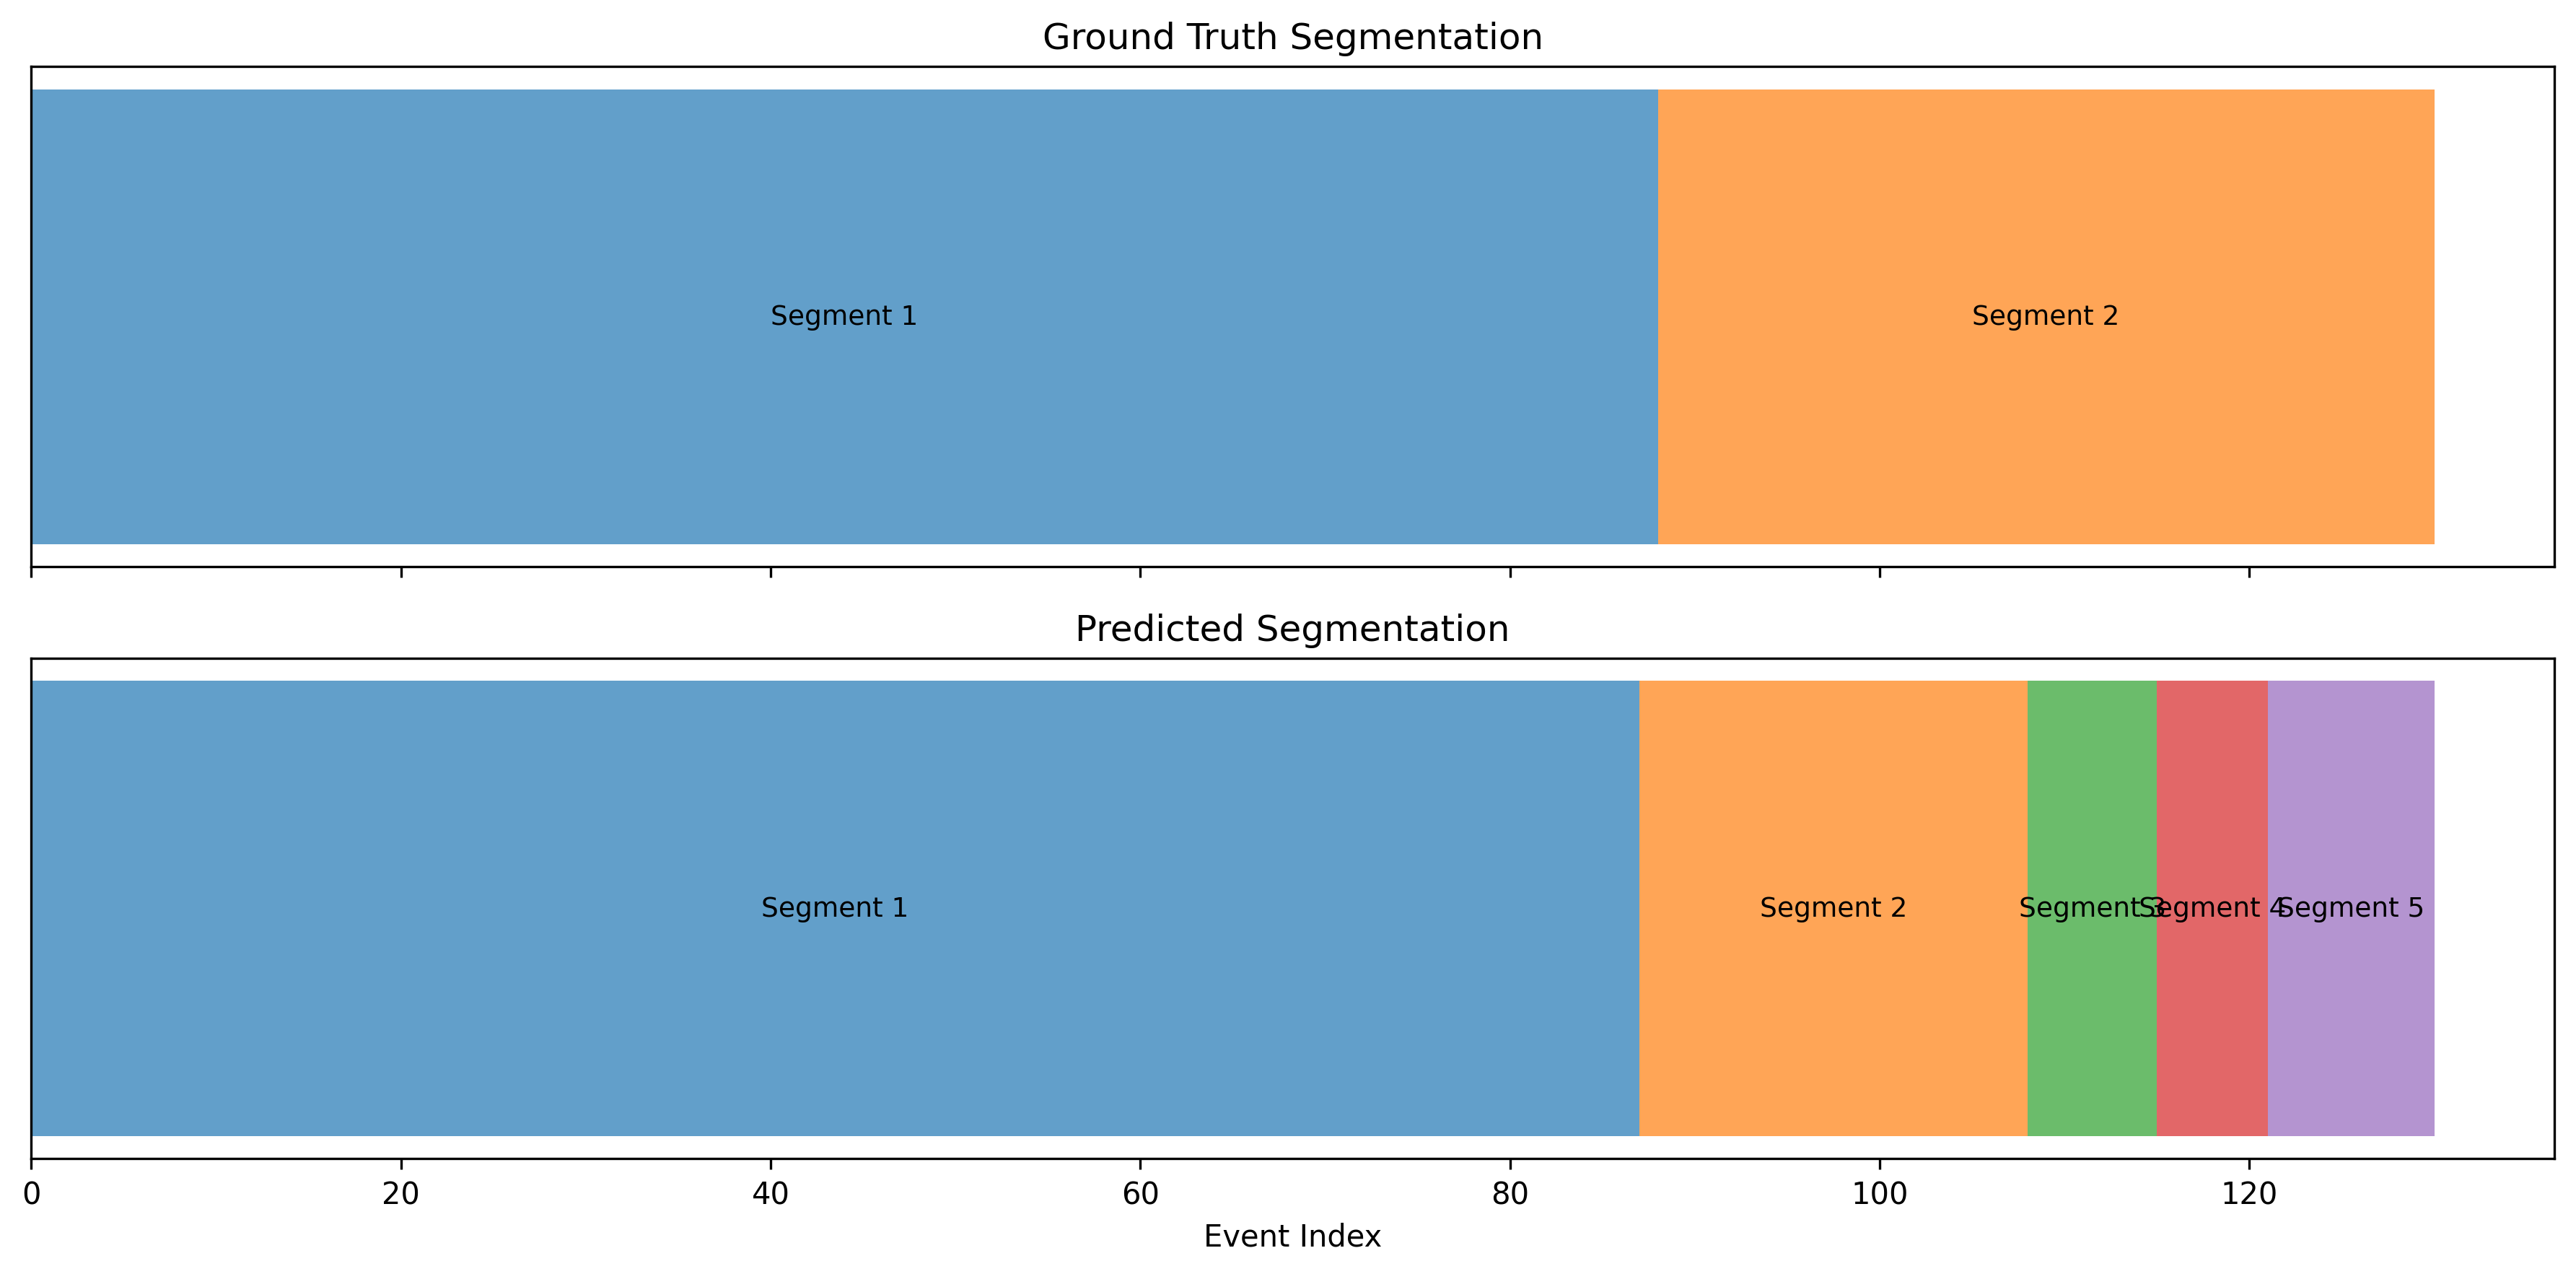 Ground Truth Segmentation
Segment 1 Segment 2
Predicted Segmentation
Segment 1 Segment 2 Segment 3 Segment 4 Segment 5
0 20 40 60 80 100 120
Event Index